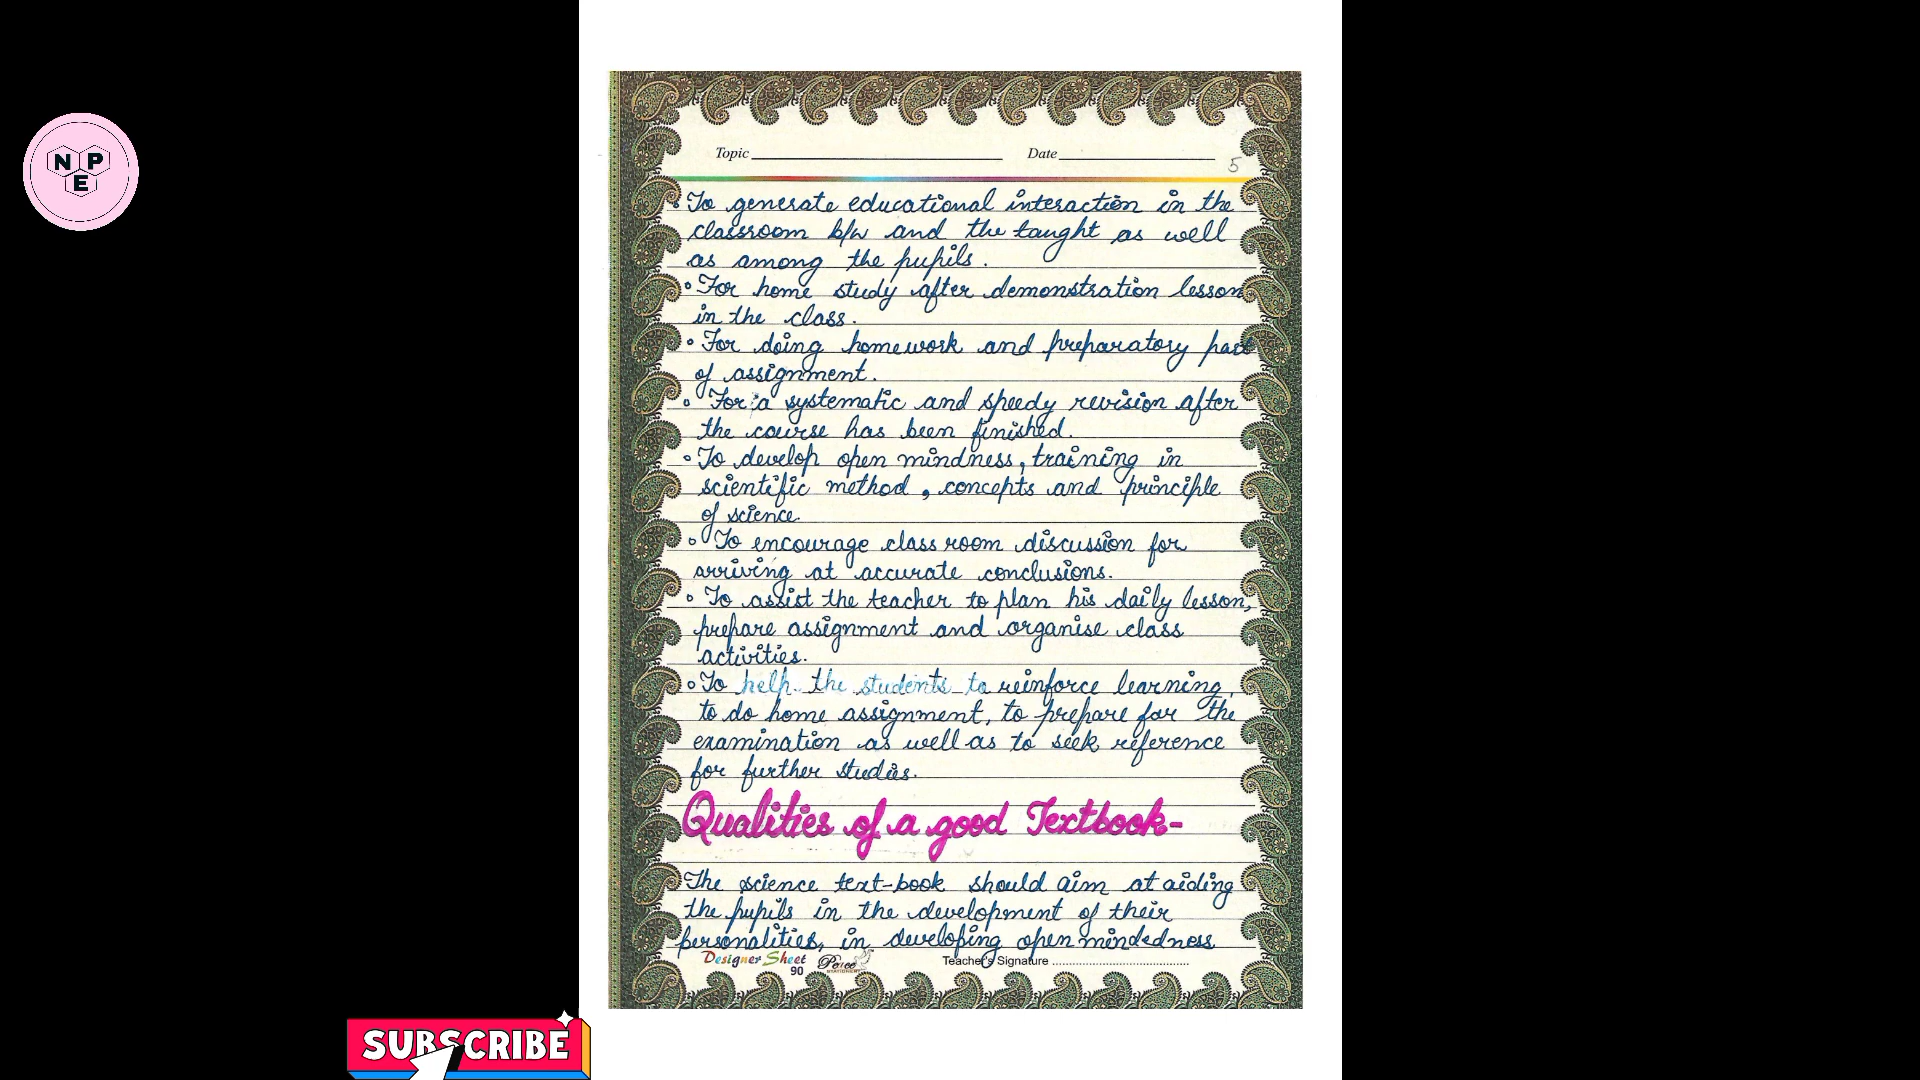 N P
E
Topic Date
5
• To generate educational interaction in the
classroom b/w and the taught as well
as among the pupils.
• For home study after demonstration lesson
in the class.
• For doing homework and preparatory part
of assignment.
• For a systematic and speedy revision after
the course has been finished.
• To develop open mindness, training in
scientific method, concepts and principle
of science.
• To encourage class room discussion for
arriving at accurate conclusions.
• To assist the teacher to plan his daily lesson,
prepare assignment and organise class
activities.
• To help the students to reinforce learning,
to do home assignment, to prepare for the
examination as well as to seek reference
for further studies.
Qualities of a good Textbook-
The science text-book should aim at aiding
the pupils in the development of their
personalities, in developing open mindedness
Designer Sheet
90
Peace
STATIONERY
Teacher's Signature
SUBSCRIBE